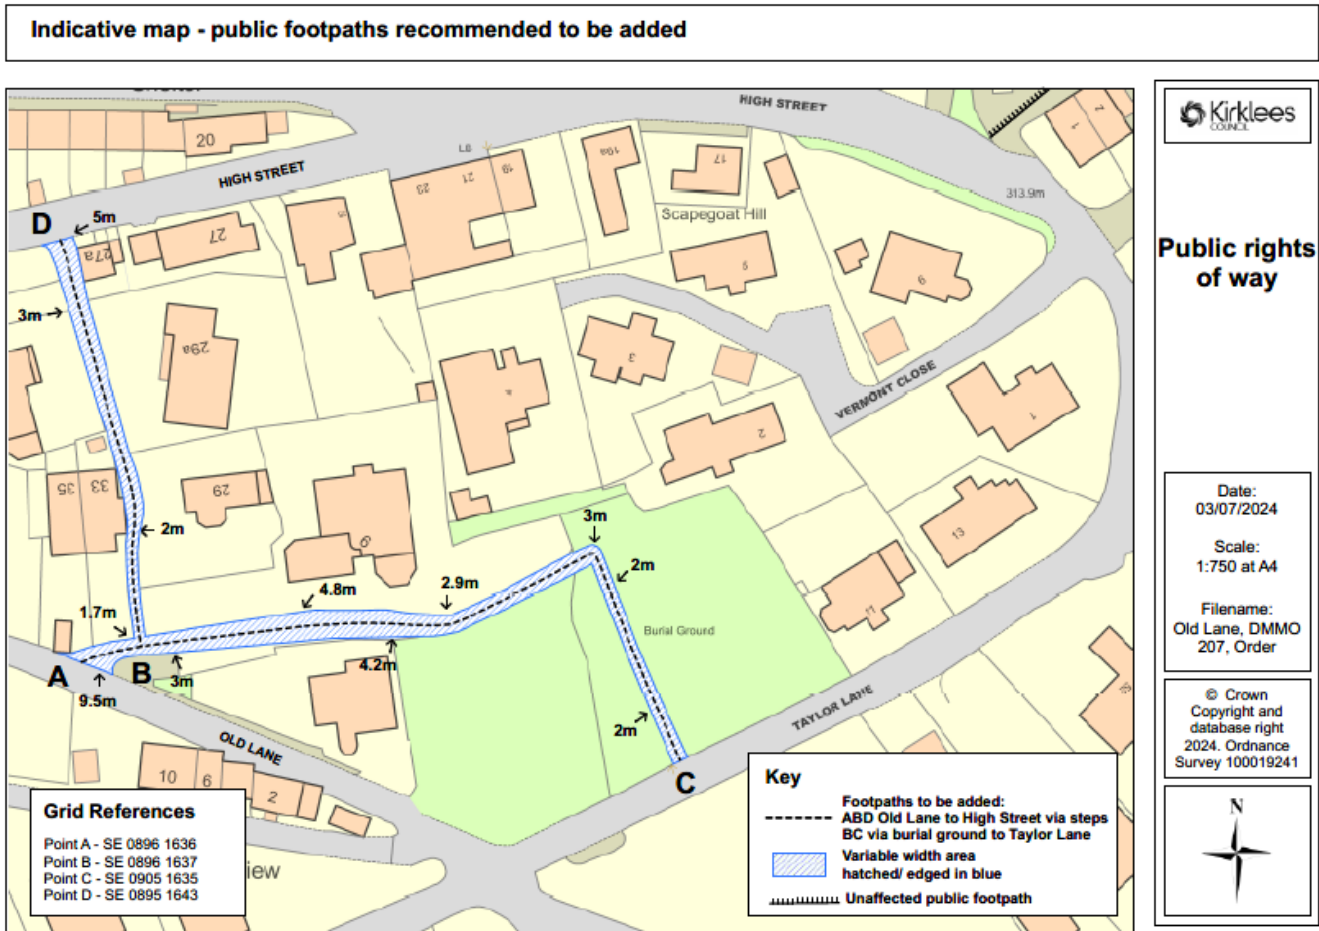 Indicative map - public footpaths recommended to be added
HIGH STREET
20
L8
19a
17
19
21
23
HIGH STREET
Scapegoat Hill
313.9m
1
2
D
5m
27
27a
5
9
3m
29a
3
4
VERMONT CLOSE
1
2
35
33
29
9
2m
3m
2m
13
11
4.8m
2.9m
1.7m
Burial Ground
A
B
3m
4.2m
9.5m
2m
TAYLOR LANE
OLD LANE
C
10
6
2
iew
Grid References
Point A - SE 0896 1636
Point B - SE 0896 1637
Point C - SE 0905 1635
Point D - SE 0895 1643
Key
Footpaths to be added:
ABD Old Lane to High Street via steps
BC via burial ground to Taylor Lane
Variable width area
hatched/ edged in blue
Unaffected public footpath
Kirklees
COUNCIL
Public rights
of way
Date:
03/07/2024
Scale:
1:750 at A4
Filename:
Old Lane, DMMO
207, Order
© Crown
Copyright and
database right
2024. Ordnance
Survey 100019241
N